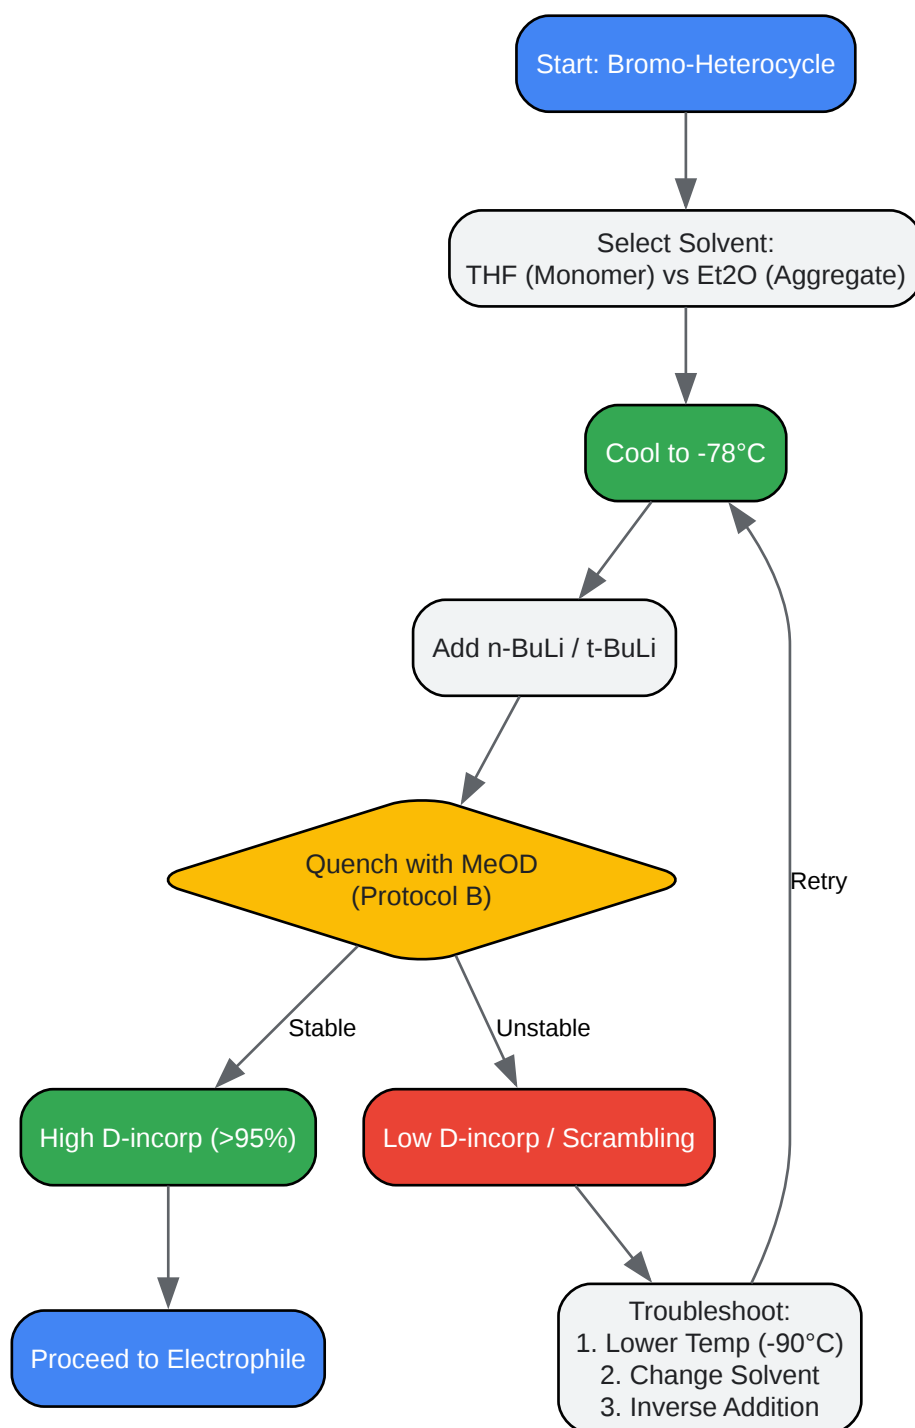 Start: Bromo-Heterocycle
Select Solvent:
THF (Monomer) vs Et2O (Aggregate)
Cool to -78°C
Add n-BuLi / t-BuLi
Quench with MeOD
(Protocol B)
Retry
Stable
Unstable
High D-incorp (>95%)
Low D-incorp / Scrambling
Proceed to Electrophile
Troubleshoot:
1. Lower Temp (-90°C)
2. Change Solvent
3. Inverse Addition